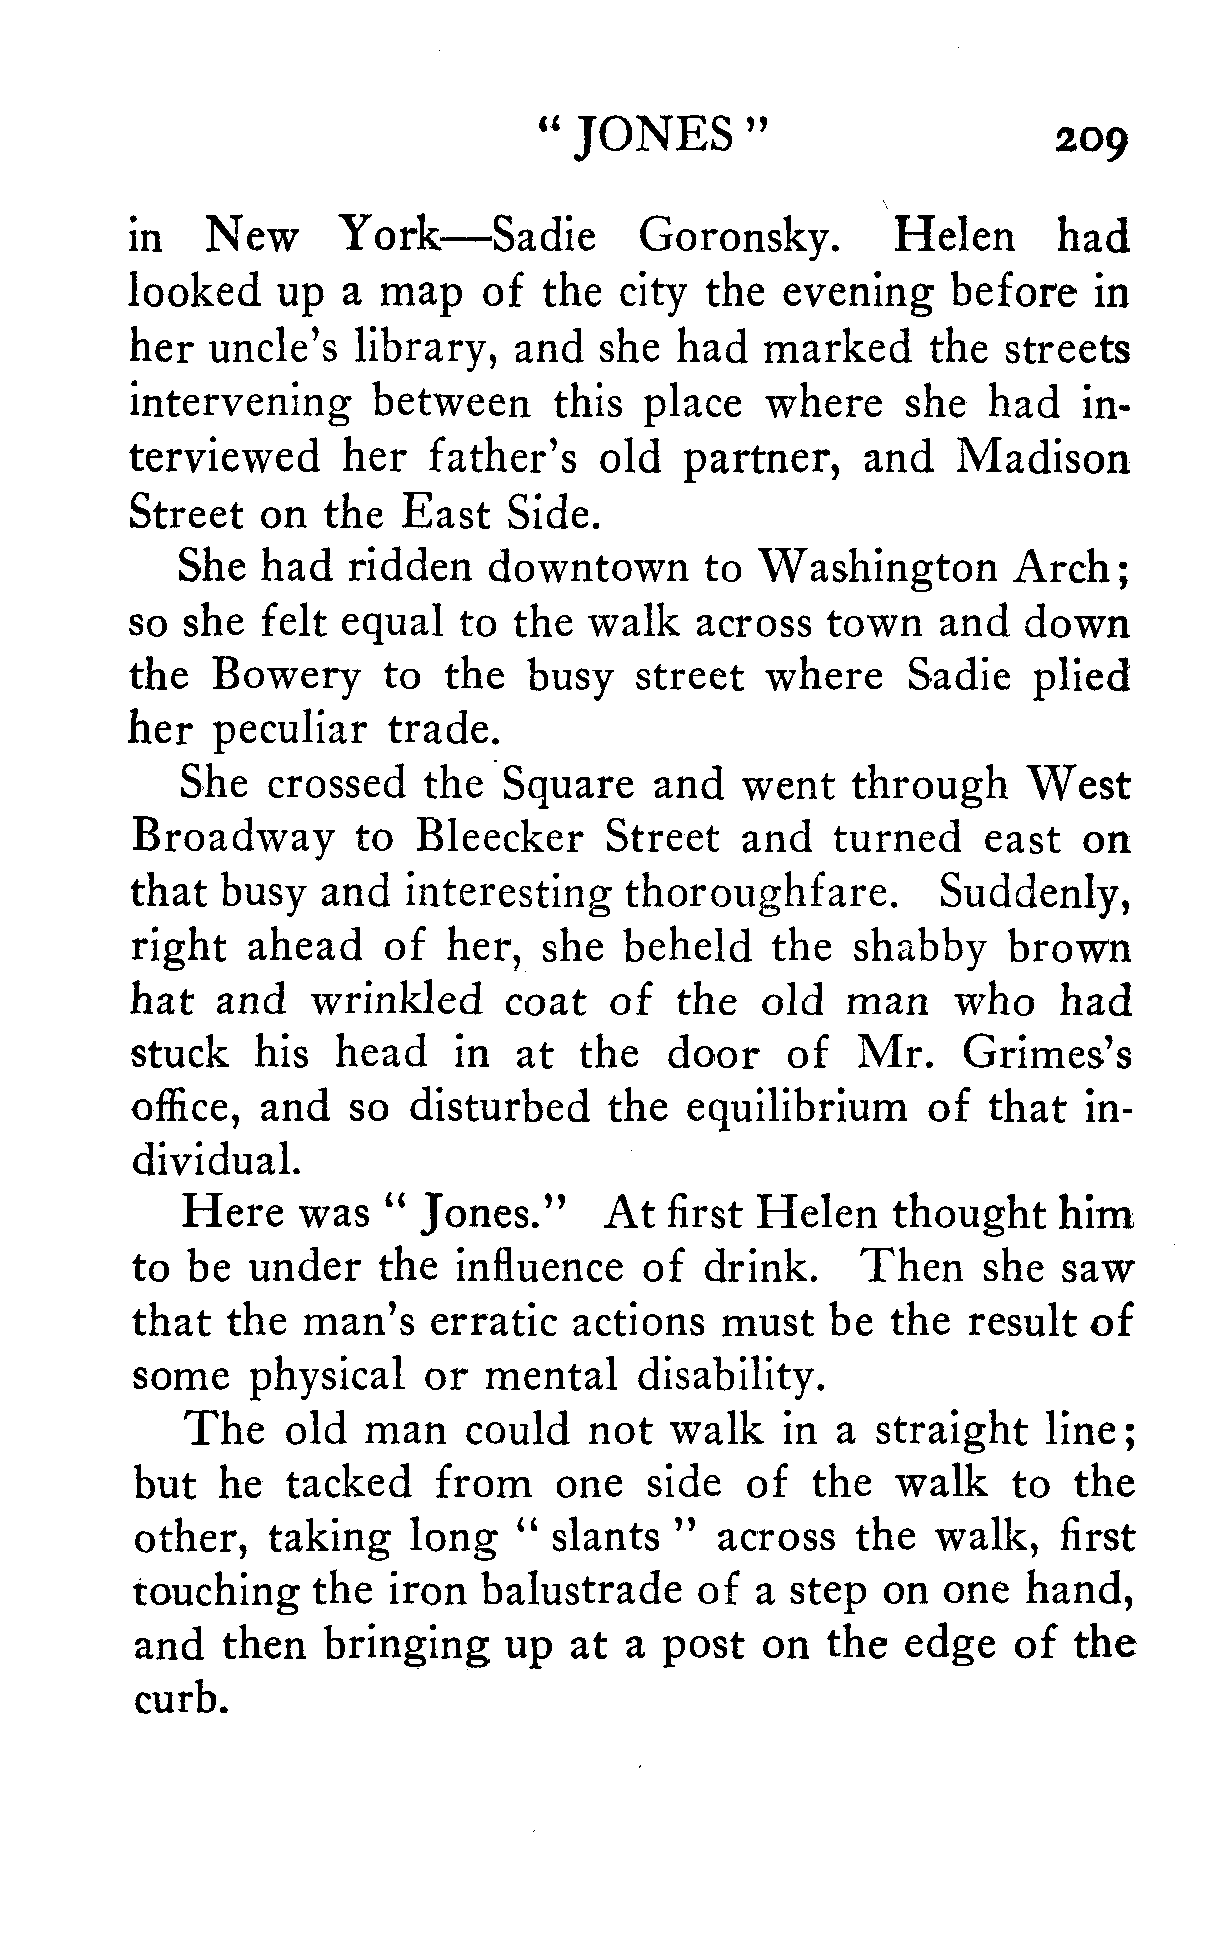 " JONES " 209
in New York—Sadie Goronsky. Helen had
looked up a map of the city the evening before in
her uncle's library, and she had marked the streets
intervening between this place where she had in-
terviewed her father's old partner, and Madison
Street on the East Side.
She had ridden downtown to Washington Arch;
so she felt equal to the walk across town and down
the Bowery to the busy street where Sadie plied
her peculiar trade.
She crossed the Square and went through West
Broadway to Bleecker Street and turned east on
that busy and interesting thoroughfare. Suddenly,
right ahead of her, she beheld the shabby brown
hat and wrinkled coat of the old man who had
stuck his head in at the door of Mr. Grimes's
office, and so disturbed the equilibrium of that in-
dividual.
Here was " Jones." At first Helen thought him
to be under the influence of drink. Then she saw
that the man's erratic actions must be the result of
some physical or mental disability.
The old man could not walk in a straight line;
but he tacked from one side of the walk to the
other, taking long " slants " across the walk, first
touching the iron balustrade of a step on one hand,
and then bringing up at a post on the edge of the
curb.